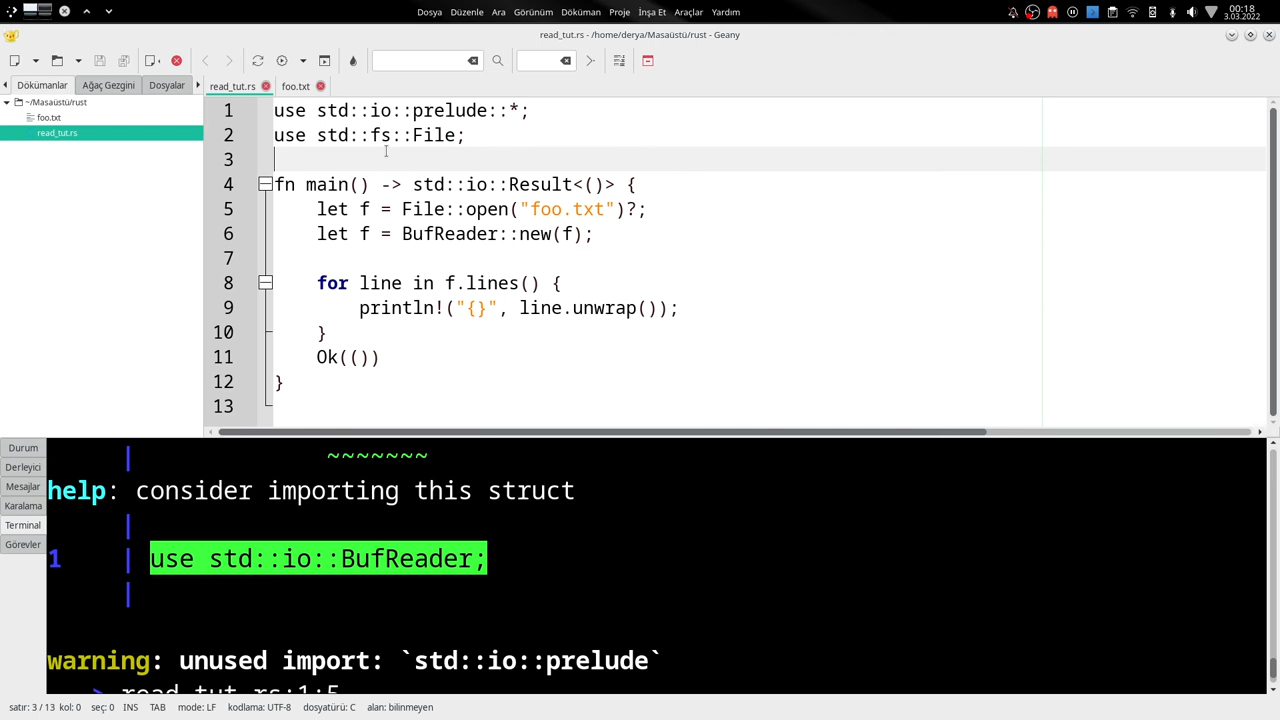 Dosya Düzenle Ara Görünüm Döküman Proje İnşa Et Araçlar Yardım
00:18
3.03.2022
read_tut.rs - /home/derya/Masaüstü/rust - Geany
Dökümanlar Ağaç Gezgini Dosyalar
read_tut.rs foo.txt
~/Masaüstü/rust
foo.txt
read_tut.rs
1 use std::io::prelude::*;
2 use std::fs::File;
3
4 fn main() -> std::io::Result<()> {
5 let f = File::open("foo.txt")?;
6 let f = BufReader::new(f);
7
8 for line in f.lines() {
9 println!("{}", line.unwrap());
10 }
11 Ok(())
12 }
13
Durum
Derleyici
Mesajlar
Karalama
Terminal
Görevler
| ~~~~~~~
help: consider importing this struct
|
1 | use std::io::BufReader;
|
warning: unused import: `std::io::prelude`
> read_tut.rs:1:5
satır: 3 / 13 kol: 0 seç: 0 INS TAB mode: LF kodlama: UTF-8 dosyatürü: C alan: bilinmeyen